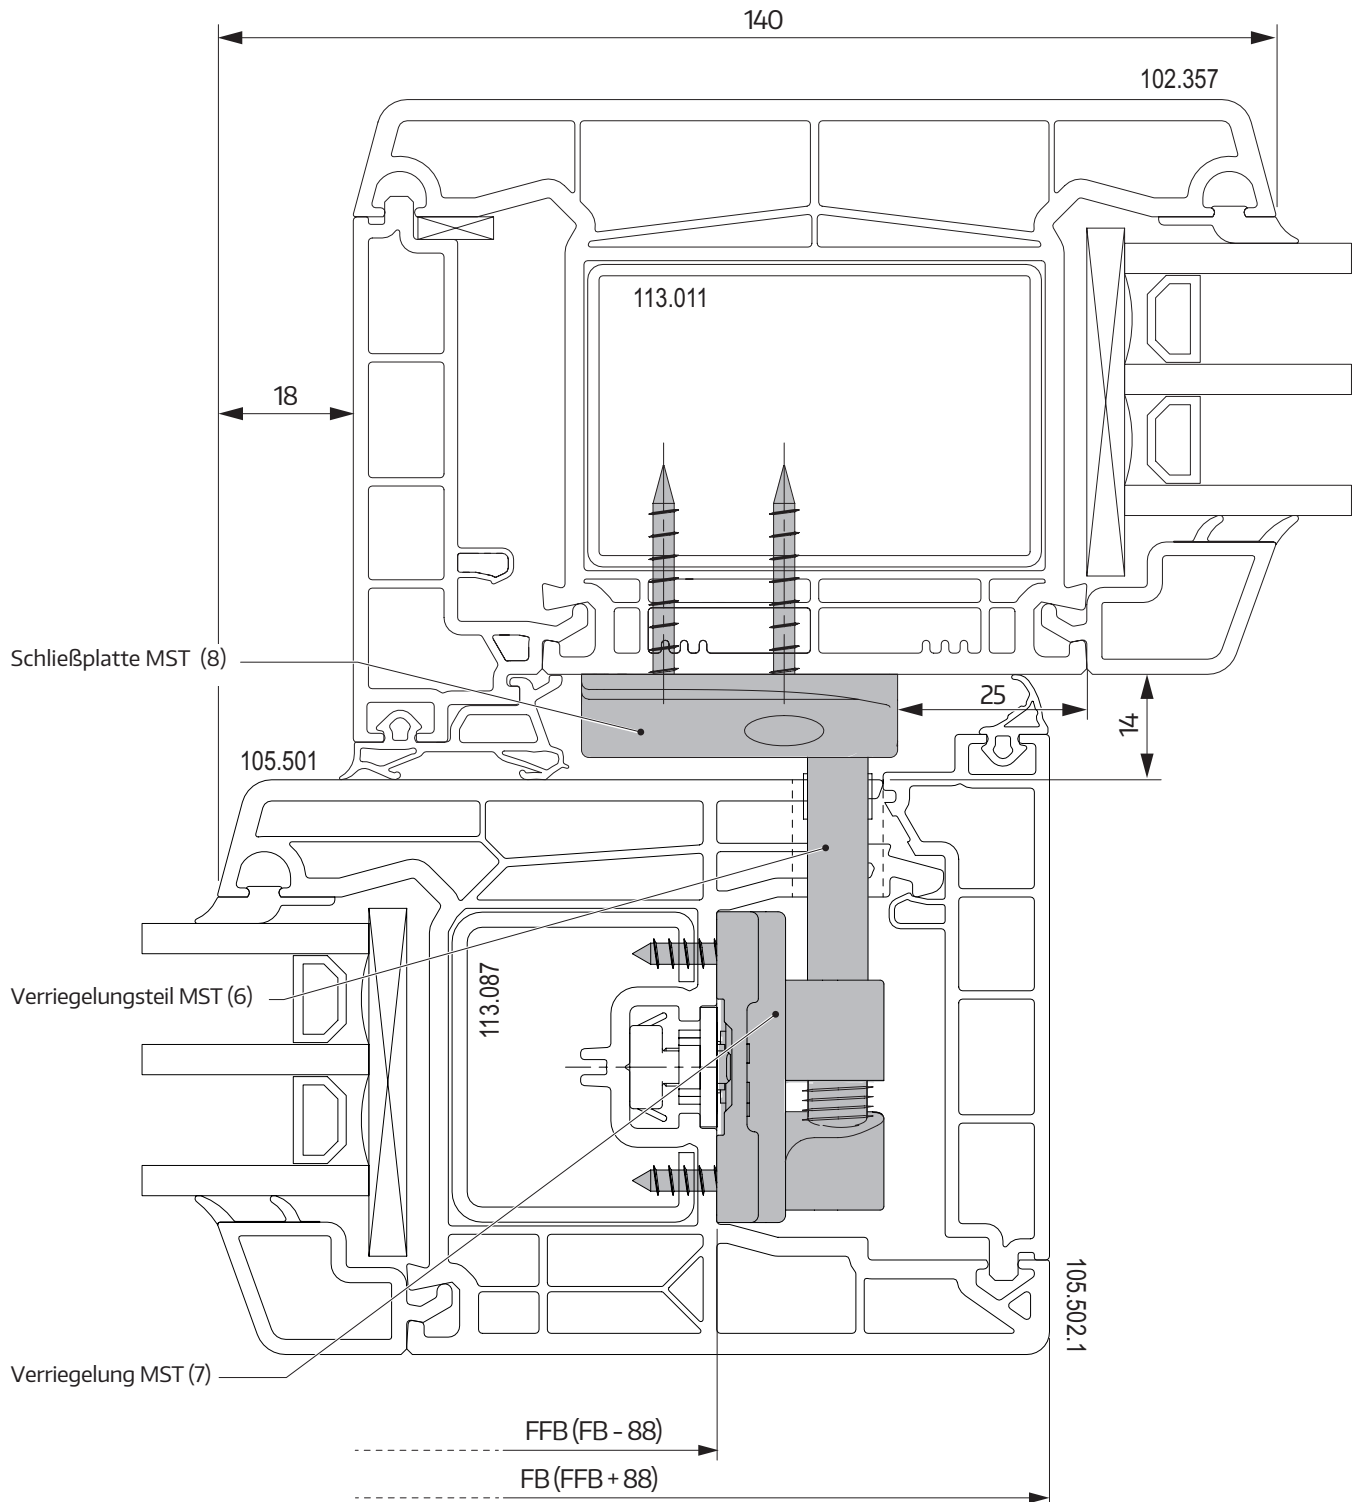 140
102.357
113.011
18
Schließplatte MST (8)
25
14
105.501
Verriegelungsteil MST (6)
113.087
105.502.1
Verriegelung MST (7)
FFB (FB - 88)
FB (FFB + 88)